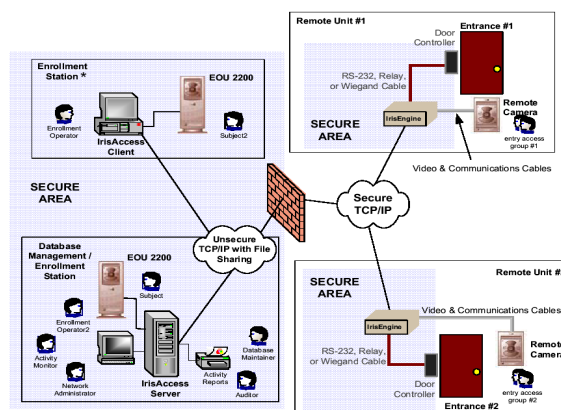 Enrollment
Station *
EOU 2200
Enrollment
Operator
IrisAccess
Client
Subject2
SECURE
AREA
Unsecure
TCP/IP with File
Sharing
Database
Management /
Enrollment
Station
EOU 2200
Subject
Enrollment
Operator2
Activity
Monitor
Network
Administrator
IrisAccess
Server
Activity
Reports
Database
Maintainer
Auditor
Secure
TCP/IP
Remote Unit #1
Entrance #1
Door
Controller
RS-232, Relay,
or Wiegand Cable
IrisEngine
SECURE
AREA
Remote
Camera
entry access
group #1
Video & Communications Cables
Remote Unit #
SECURE
AREA
Video & Communications Cables
IrisEngine
RS-232, Relay,
or Wiegand Cable
Remote
Camera
Door
Controller
entry access
group #2
Entrance #2